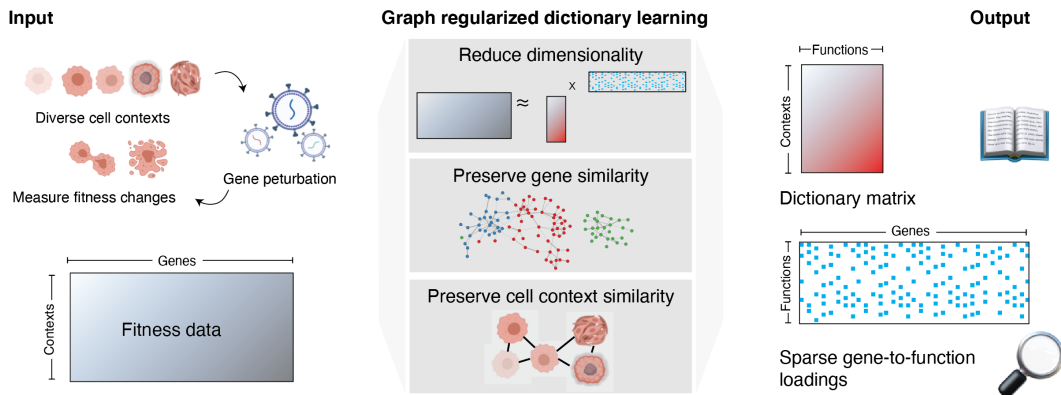 Input
Graph regularized dictionary learning
Output
Diverse cell contexts
Gene peturbation
Measure fitness changes
Genes
Contexts
Fitness data
Reduce dimensionality
≈
x
Preserve gene similarity
Preserve cell context similarity
Functions
Contexts
Dictionary matrix
Genes
Functions
Sparse gene-to-function
loadings